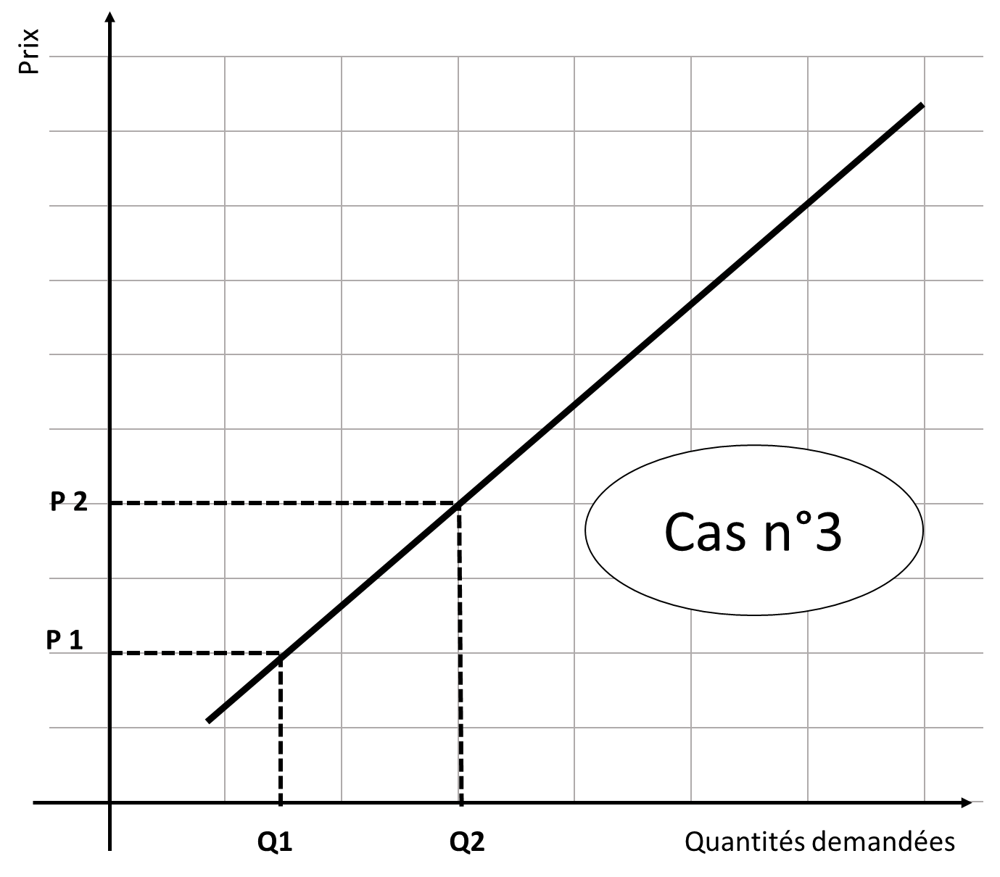 Prix
P 2
Cas n°3
P 1
Q1
Q2
Quantités demandées